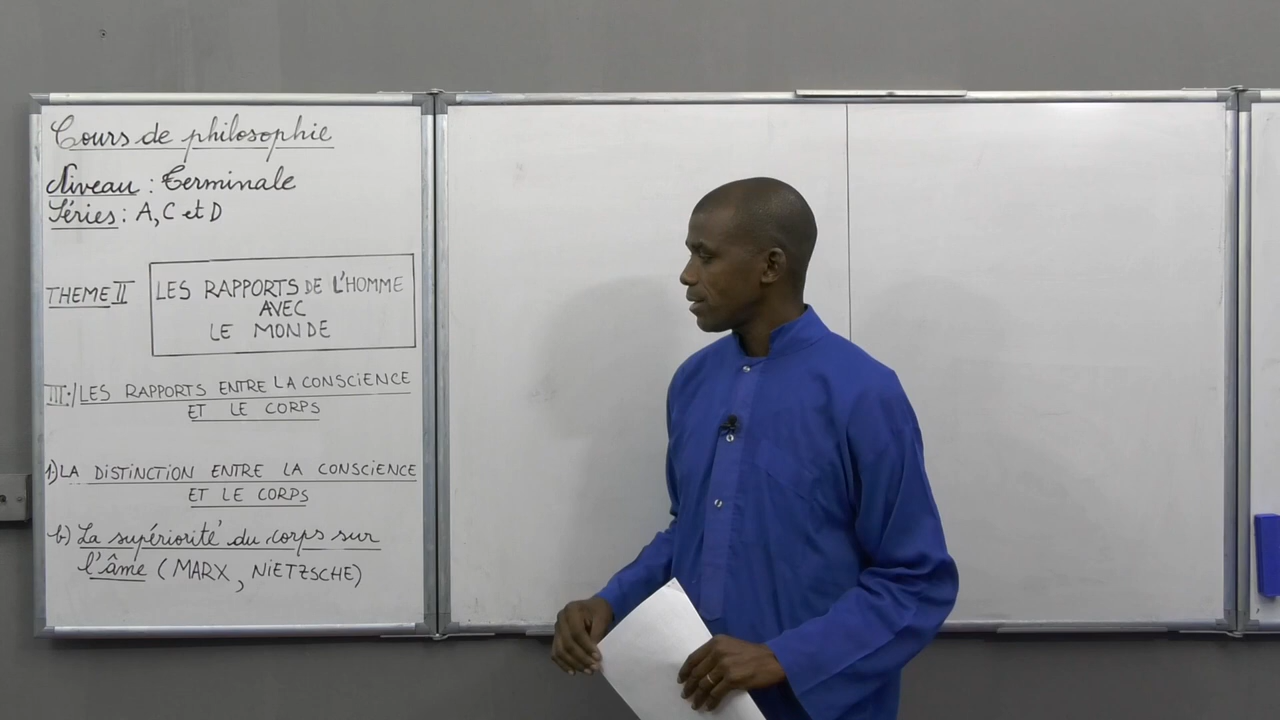 Cours de philosophie
Niveau : Terminale
Séries : A, C et D
THEME II
LES RAPPORTS DE L'HOMME
AVEC
LE MONDE
III-/ LES RAPPORTS ENTRE LA CONSCIENCE
ET LE CORPS
1) LA DISTINCTION ENTRE LA CONSCIENCE
ET LE CORPS
b) La supériorité du corps sur
l'âme (MARX, NIETZSCHE)